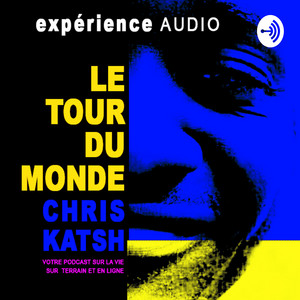 expérience AUDIO
LE
TOUR
DU
MONDE
CHRIS
KATSH
VOTRE PODCAST SUR LA VIE
SUR TERRAIN ET EN LIGNE